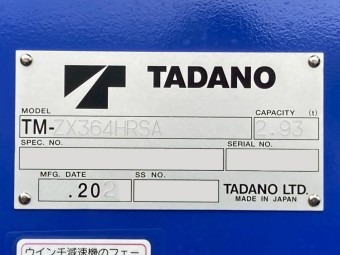 TADANO
MODEL
CAPACITY (t)
TM-ZX364HRSA
2.93
SPEC. NO.
SERIAL NO.
MFG. DATE
SS NO.
.202
TADANO LTD.
MADE IN JAPAN
ウインチ減速機のフェー